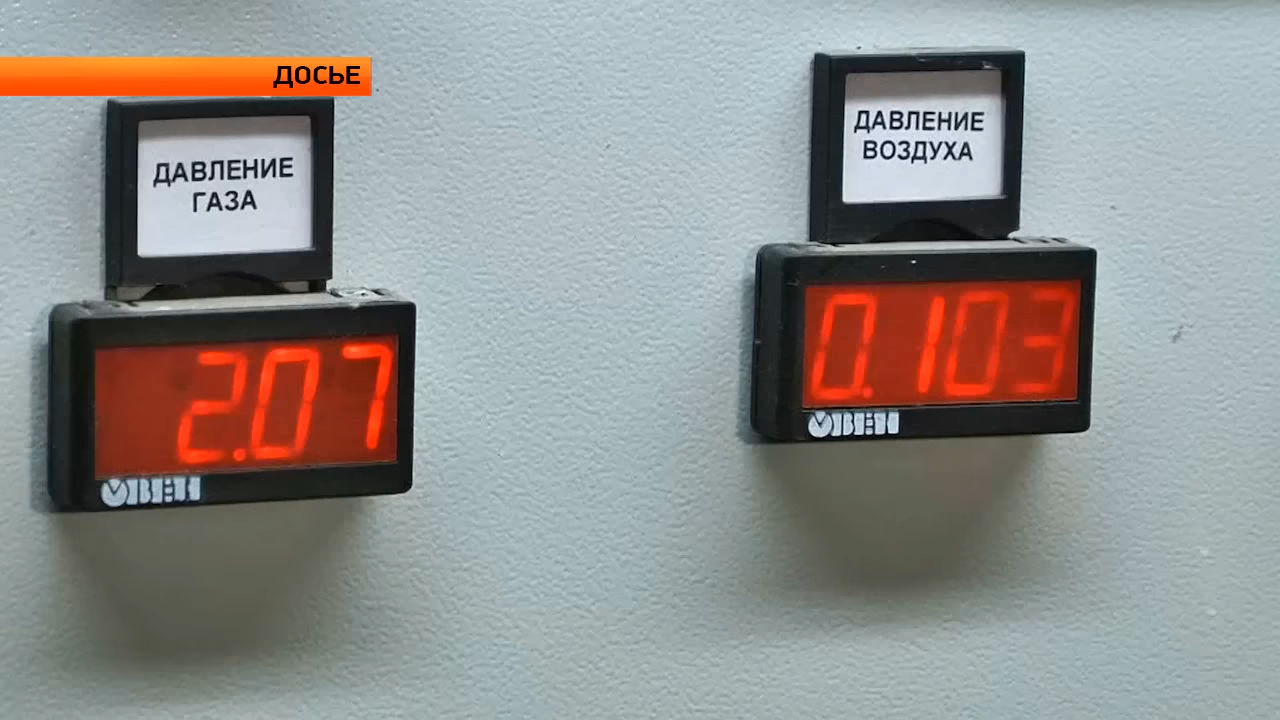 ДОСЬЕ
ДАВЛЕНИЕ
ГАЗА
2.07
ОВЕН
ДАВЛЕНИЕ
ВОЗДУХА
0.103
ОВЕН